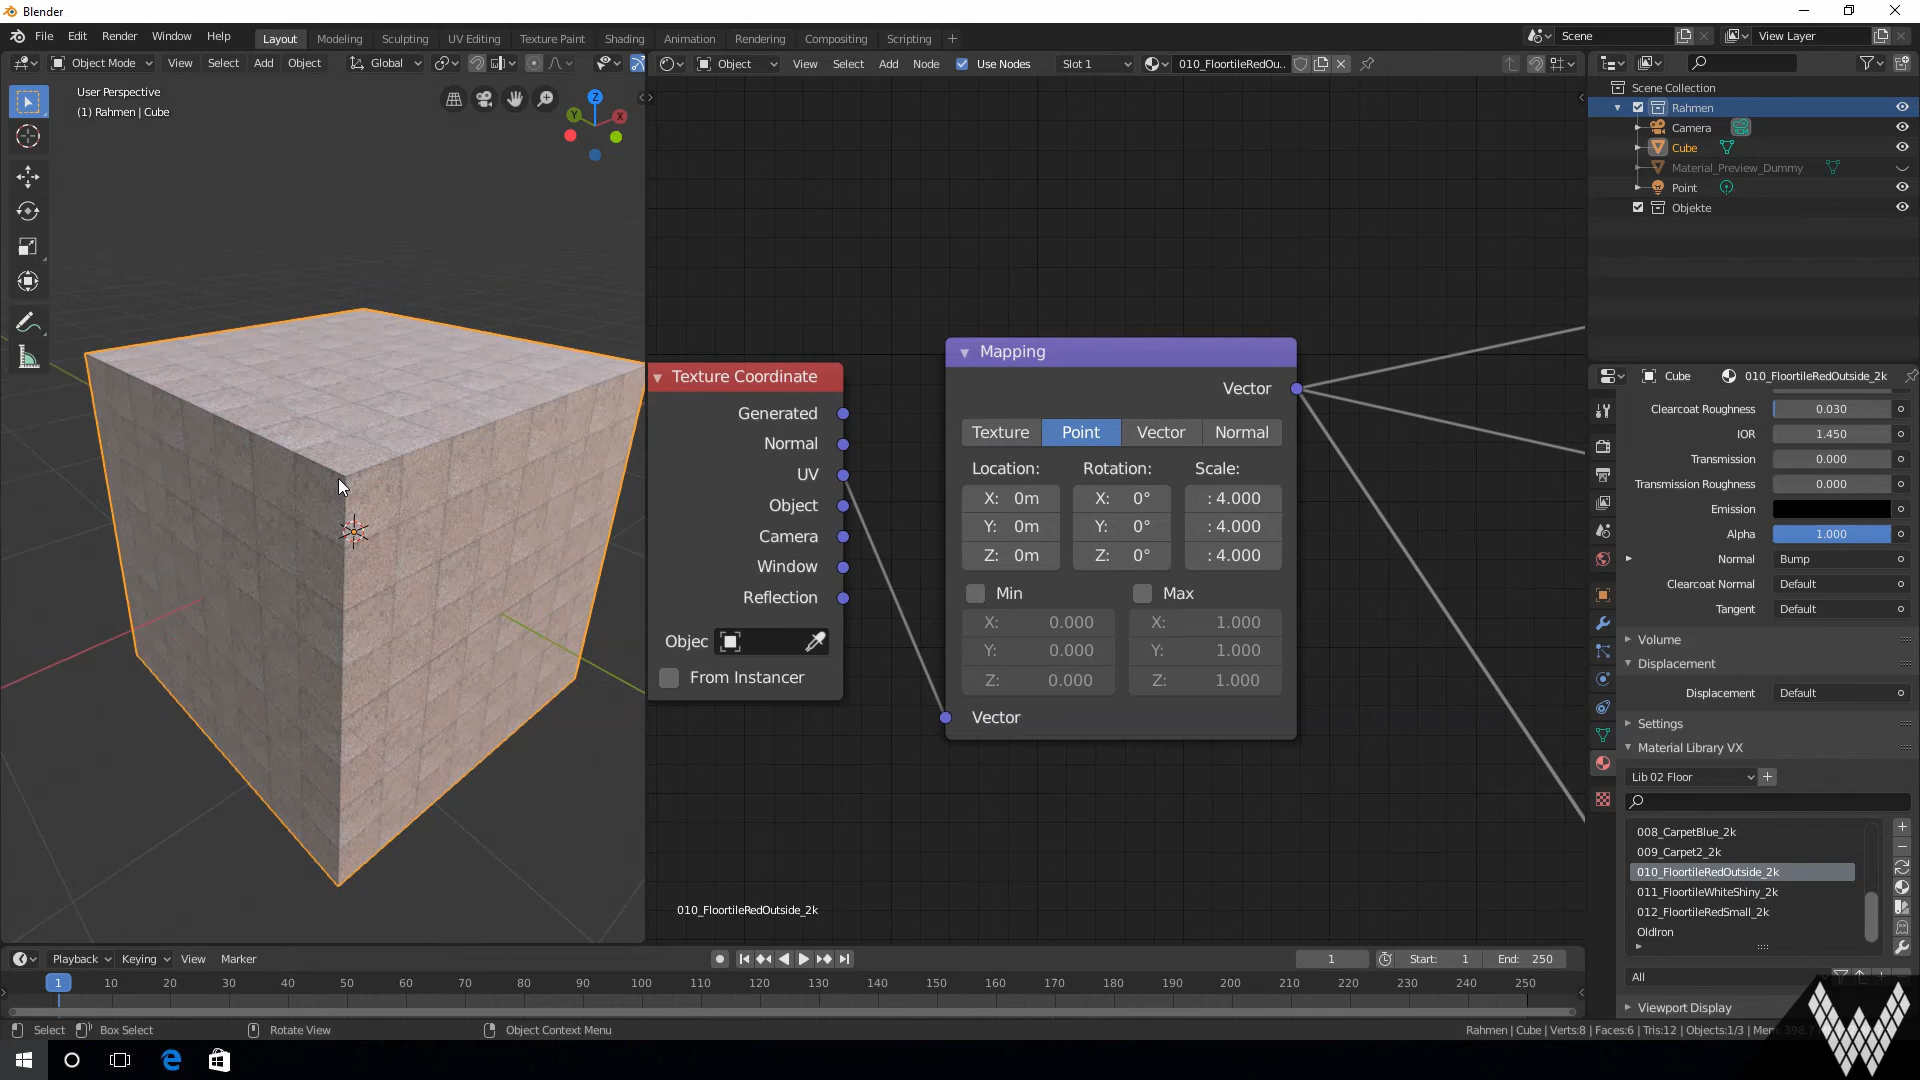 Blender
File Edit Render Window Help
Layout Modeling Sculpting UV Editing Texture Paint Shading Animation Rendering Compositing Scripting +
Scene
View Layer
Object Mode View Select Add Object Global
Object View Select Add Node Use Nodes Slot 1 010_FloortileRedOu..
User Perspective
(1) Rahmen | Cube
Z
Y
X
Scene Collection
Rahmen
Camera
Cube
Material_Preview_Dummy
Point
Objekte
Texture Coordinate
Generated
Normal
UV
Object
Camera
Window
Reflection
Objec
From Instancer
Mapping
Vector
Texture Point Vector Normal
Location: Rotation: Scale:
X: 0m X: 0° : 4.000
Y: 0m Y: 0° : 4.000
Z: 0m Z: 0° : 4.000
Min Max
X: 0.000 X: 1.000
Y: 0.000 Y: 1.000
Z: 0.000 Z: 1.000
Vector
010_FloortileRedOutside_2k
Cube 010_FloortileRedOutside_2k
Clearcoat Roughness 0.030
IOR 1.450
Transmission 0.000
Transmission Roughness 0.000
Emission
Alpha 1.000
Normal Bump
Clearcoat Normal Default
Tangent Default
Volume
Displacement
Displacement Default
Settings
Material Library VX
Lib 02 Floor
008_CarpetBlue_2k
009_Carpet2_2k
010_FloortileRedOutside_2k
011_FloortileWhiteShiny_2k
012_FloortileRedSmall_2k
OldIron
All
Viewport Display
Playback Keying View Marker
1 Start: 1 End: 250
1 10 20 30 40 50 60 70 80 90 100 110 120 130 140 150 160 170 180 190 200 210 220 230 240 250
Select Box Select Rotate View Object Context Menu
Rahmen | Cube | Verts:8 | Faces:6 | Tris:12 | Objects:1/3 | Mem: 398.7